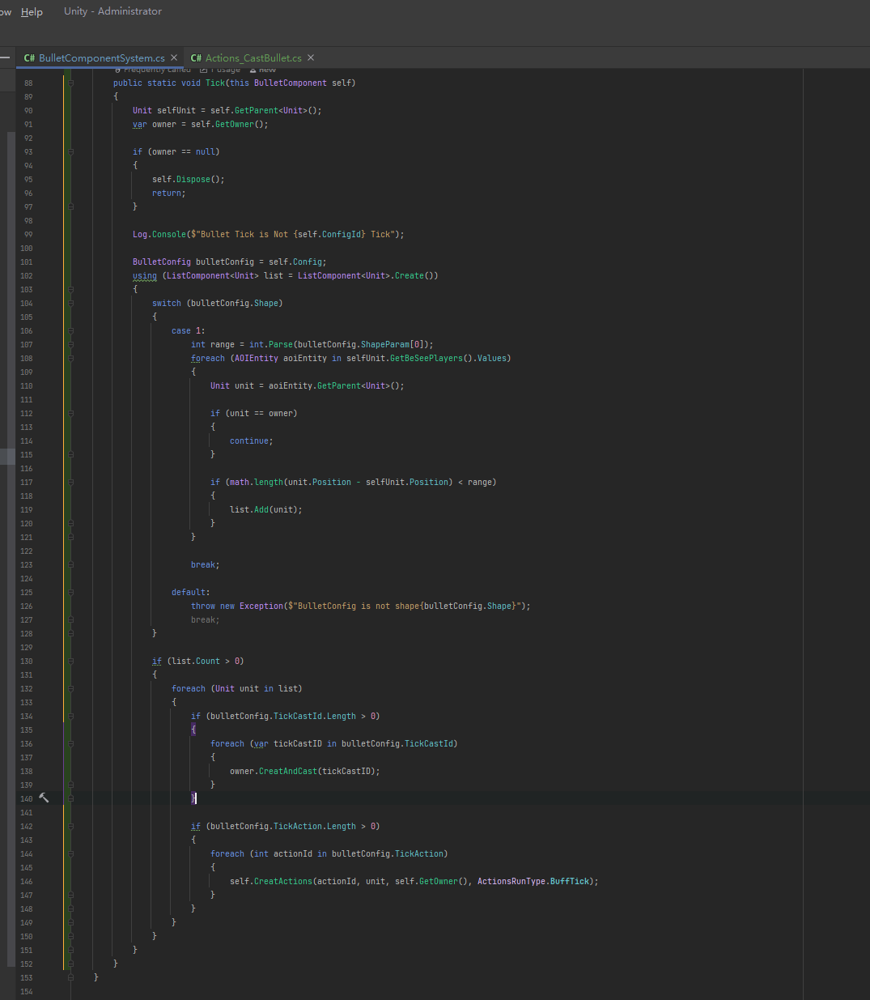 ow Help Unity - Administrator
C# BulletComponentSystem.cs × C# Actions_CastBullet.cs ×
Frequently called 1 usage new
88 public static void Tick(this BulletComponent self)
89 {
90 Unit selfUnit = self.GetParent<Unit>();
91 var owner = self.GetOwner();
92
93 if (owner == null)
94 {
95 self.Dispose();
96 return;
97 }
98
99 Log.Console($"Bullet Tick is Not {self.ConfigId} Tick");
100
101 BulletConfig bulletConfig = self.Config;
102 using (ListComponent<Unit> list = ListComponent<Unit>.Create())
103 {
104 switch (bulletConfig.Shape)
105 {
106 case 1:
107 int range = int.Parse(bulletConfig.ShapeParam[0]);
108 foreach (AOIEntity aoiEntity in selfUnit.GetBeSeePlayers().Values)
109 {
110 Unit unit = aoiEntity.GetParent<Unit>();
111
112 if (unit == owner)
113 {
114 continue;
115 }
116
117 if (math.length(unit.Position - selfUnit.Position) < range)
118 {
119 list.Add(unit);
120 }
121 }
122
123 break;
124
125 default:
126 throw new Exception($"BulletConfig is not shape{bulletConfig.Shape}");
127 break;
128 }
129
130 if (list.Count > 0)
131 {
132 foreach (Unit unit in list)
133 {
134 if (bulletConfig.TickCastId.Length > 0)
135 {
136 foreach (var tickCastID in bulletConfig.TickCastId)
137 {
138 owner.CreatAndCast(tickCastID);
139 }
140 }
141
142 if (bulletConfig.TickAction.Length > 0)
143 {
144 foreach (int actionId in bulletConfig.TickAction)
145 {
146 self.CreatActions(actionId, unit, self.GetOwner(), ActionsRunType.BuffTick);
147 }
148 }
149 }
150 }
151 }
152 }
153 }
154